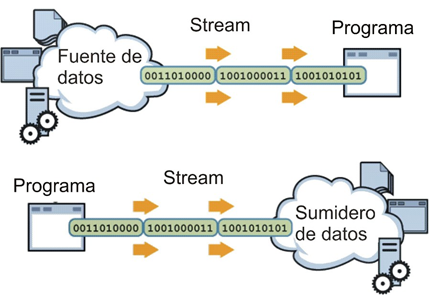 Stream
Programa
Fuente de
datos
0011010000 1001000011 1001010101
Programa
Stream
Sumidero
de datos
0011010000 1001000011 1001010101